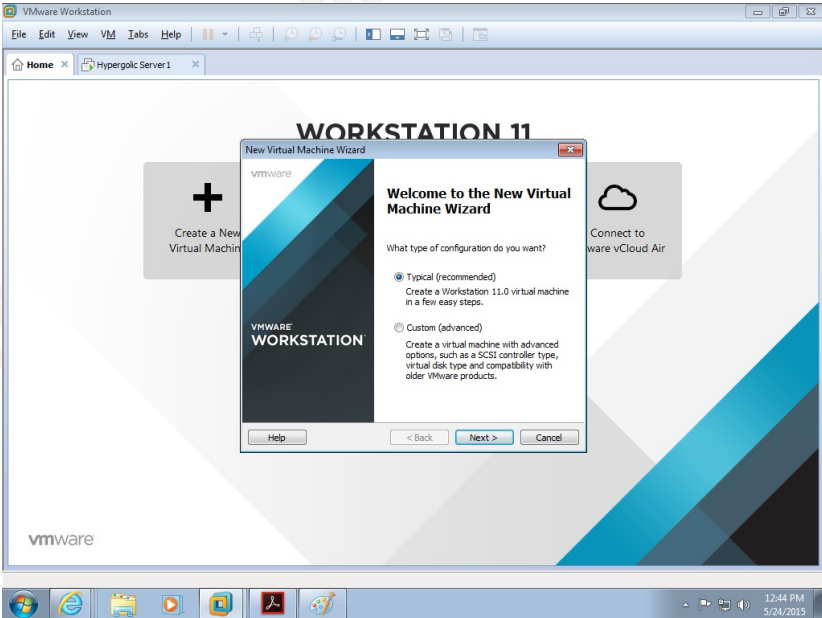 VMware Workstation
File Edit View VM Tabs Help
Home Hypergolic Server1
WORKSTATION 11
New Virtual Machine Wizard
vmware
Welcome to the New Virtual
Machine Wizard
What type of configuration do you want?
Typical (recommended)
Create a Workstation 11.0 virtual machine
in a few easy steps.
Custom (advanced)
Create a virtual machine with advanced
options, such as a SCSI controller type,
virtual disk type and compatibility with
older VMware products.
VMWARE
WORKSTATION
Help < Back Next > Cancel
Create a New
Virtual Machin
Connect to
ware vCloud Air
vmware
12:44 PM
5/24/2015